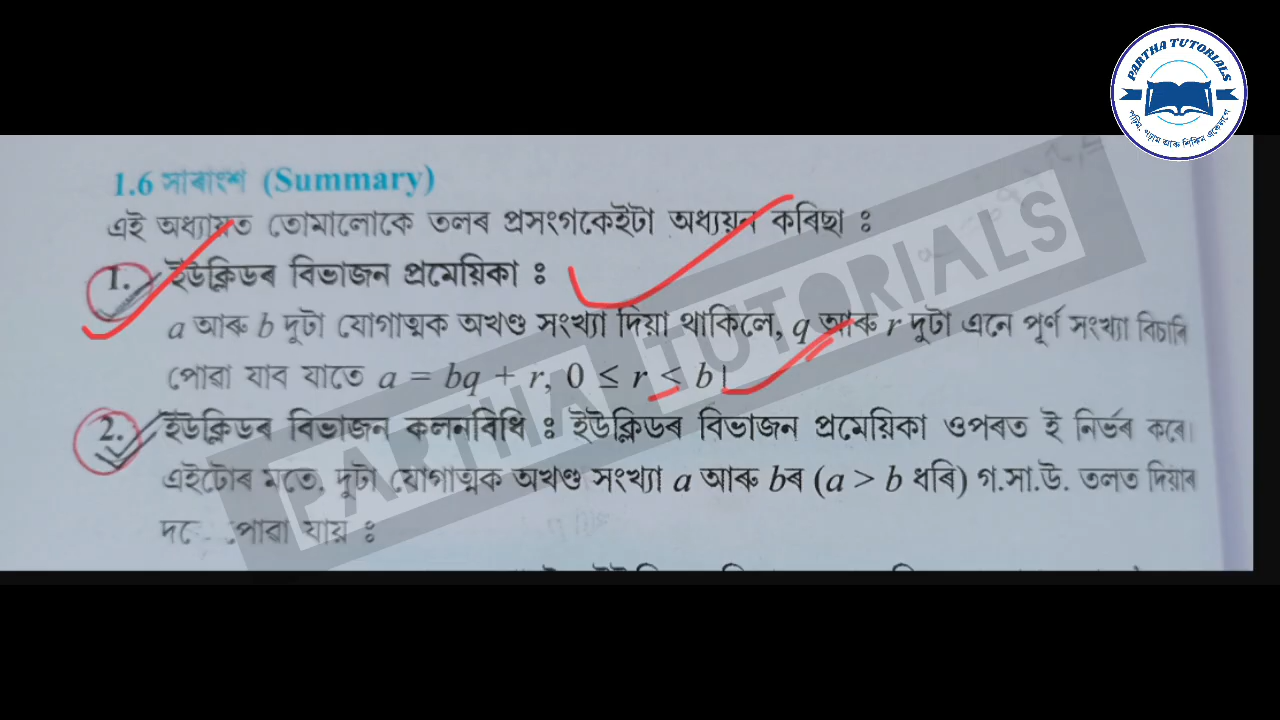 PARTHA TUTORIALS
1.6 সাৰাংশ (Summary)
এই অধ্যায়ত তোমালোকে তলৰ প্ৰসংগকেইটা অধ্যয়ন কৰিছা :
1. ইউক্লিডৰ বিভাজন প্ৰমেয়িকা :
a আৰু b দুটা যোগাত্মক অখণ্ড সংখ্যা দিয়া থাকিলে, q আৰু r দুটা এনে পূৰ্ণ সংখ্যা বিচাৰি
পোৱা যাব যাতে a = bq + r, 0 ≤ r < b।
2. ইউক্লিডৰ বিভাজন কলনবিধি : ইউক্লিডৰ বিভাজন প্ৰমেয়িকা ওপৰত ই নিৰ্ভৰ কৰে।
এইটোৰ মতে, দুটা যোগাত্মক অখণ্ড সংখ্যা a আৰু bৰ (a > b ধৰি) গ.সা.উ. তলত দিয়াৰ
পোৱা যায় :
PARTHA TUTORIALS